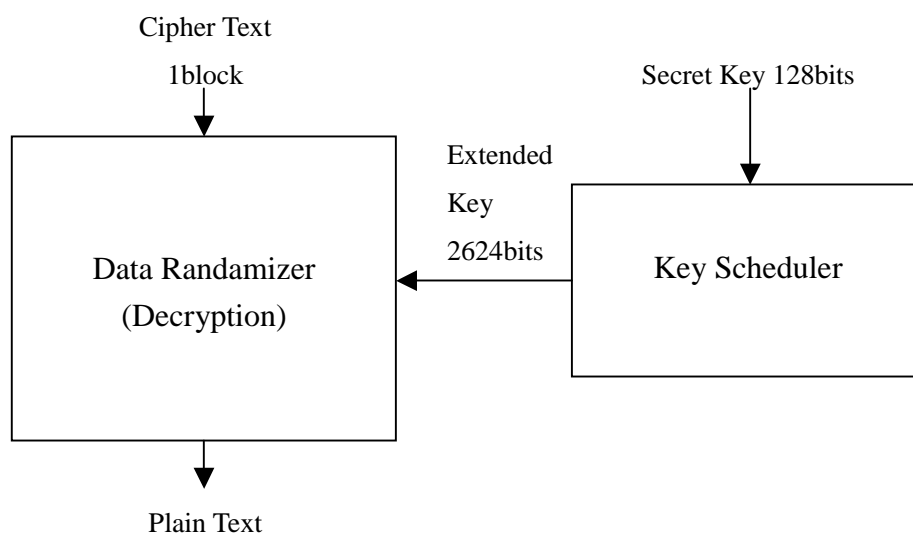 Cipher Text
1block
Secret Key 128bits
Extended
Key
2624bits
Data Randamizer
(Decryption)
Key Scheduler
Plain Text